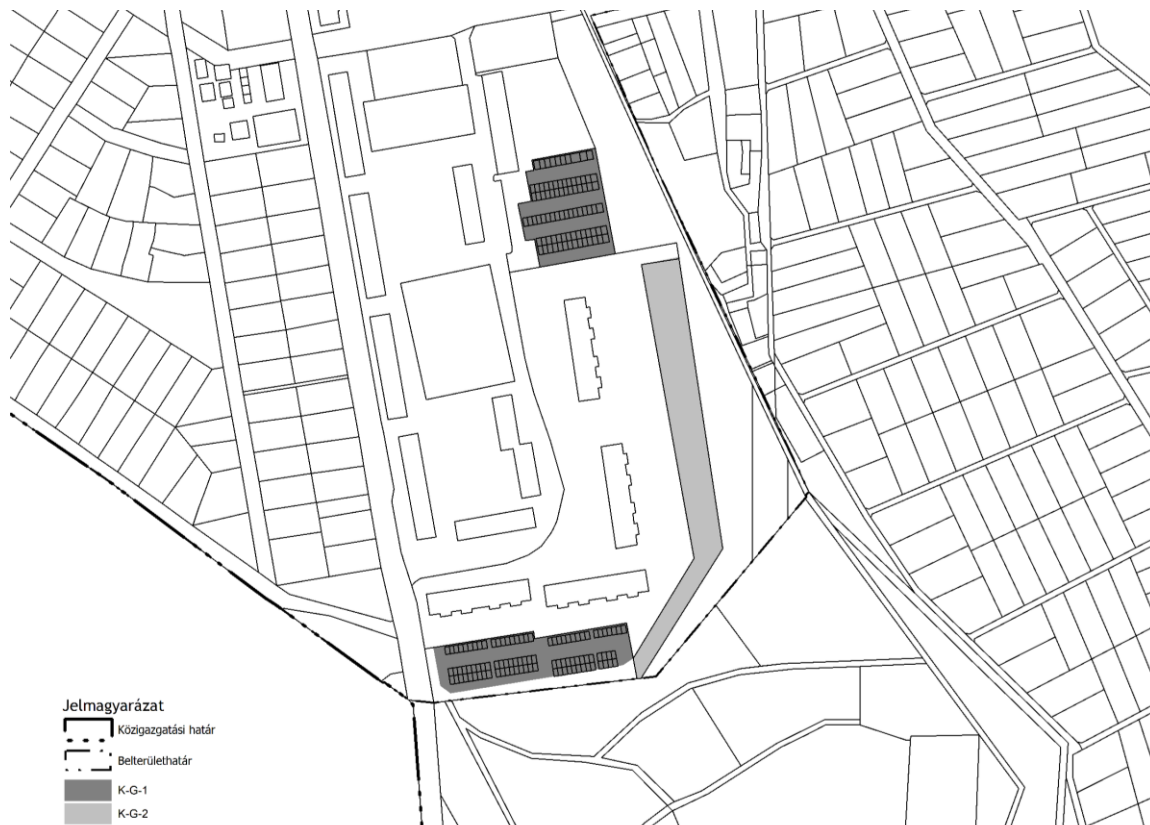 Jelmagyarázat
Közigazgatási határ
Belterülethatár
K-G-1
K-G-2